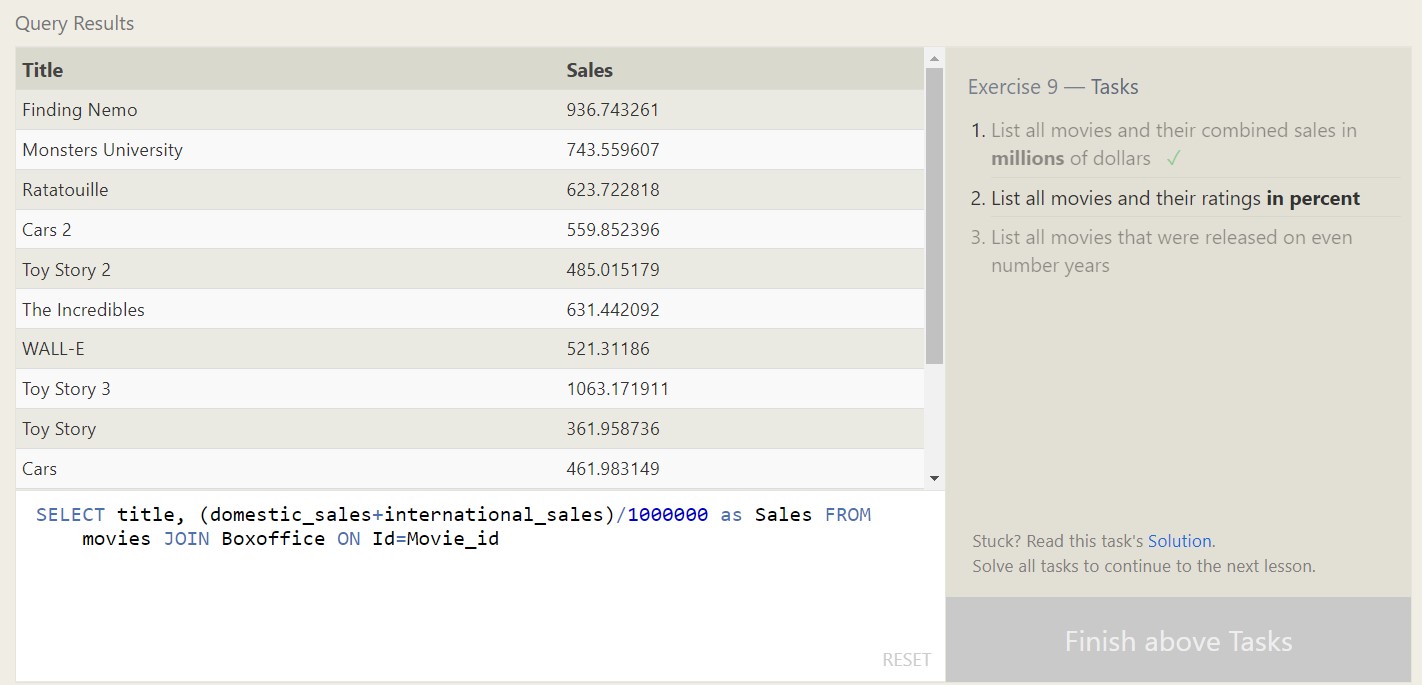 Query Results
Title Sales
Finding Nemo 936.743261
Monsters University 743.559607
Ratatouille 623.722818
Cars 2 559.852396
Toy Story 2 485.015179
The Incredibles 631.442092
WALL-E 521.31186
Toy Story 3 1063.171911
Toy Story 361.958736
Cars 461.983149
SELECT title, (domestic_sales+international_sales)/1000000 as Sales FROM
movies JOIN Boxoffice ON Id=Movie_id
RESET
Exercise 9 — Tasks
1. List all movies and their combined sales in
millions of dollars ✓
2. List all movies and their ratings in percent
3. List all movies that were released on even
number years
Stuck? Read this task's Solution.
Solve all tasks to continue to the next lesson.
Finish above Tasks